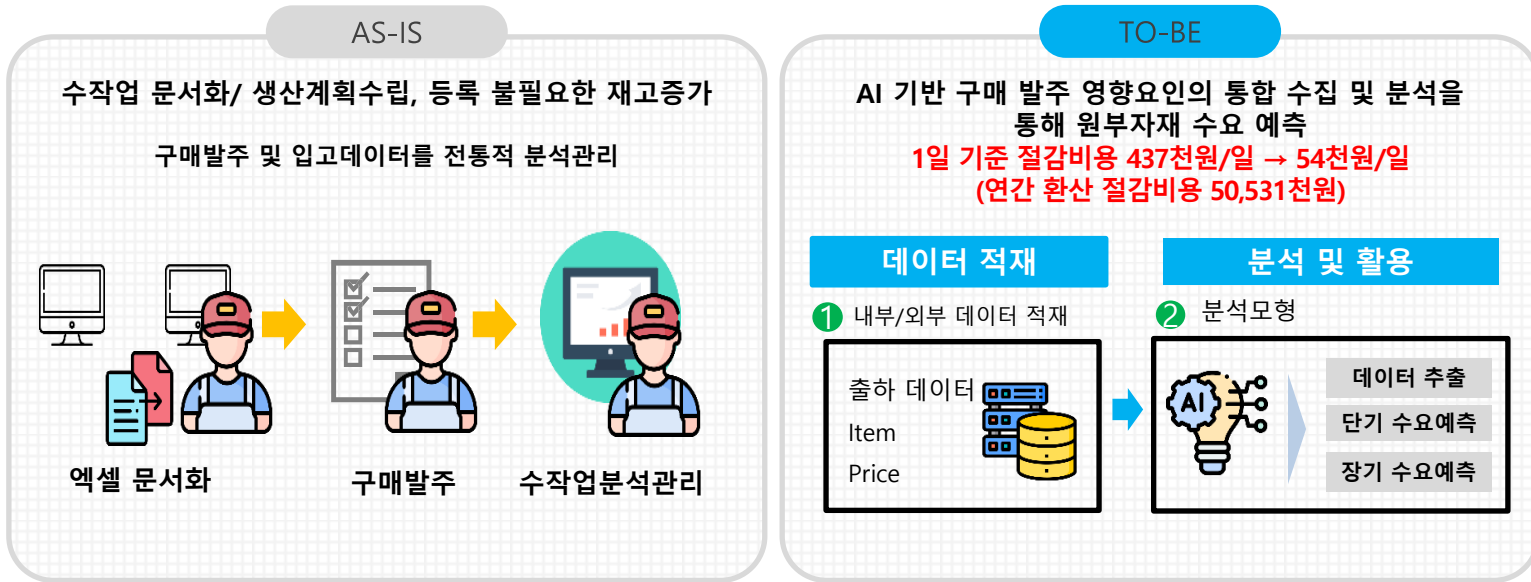 AS-IS
수작업 문서화/ 생산계획수립, 등록 불필요한 재고증가
구매발주 및 입고데이터를 전통적 분석관리
엑셀 문서화
구매발주
수작업분석관리
TO-BE
AI 기반 구매 발주 영향요인의 통합 수집 및 분석을
통해 원부자재 수요 예측
1일 기준 절감비용 437천원/일 → 54천원/일
(연간 환산 절감비용 50,531천원)
데이터 적재
1 내부/외부 데이터 적재
출하 데이터
Item
Price
분석 및 활용
2 분석모형
AI
데이터 추출
단기 수요예측
장기 수요예측